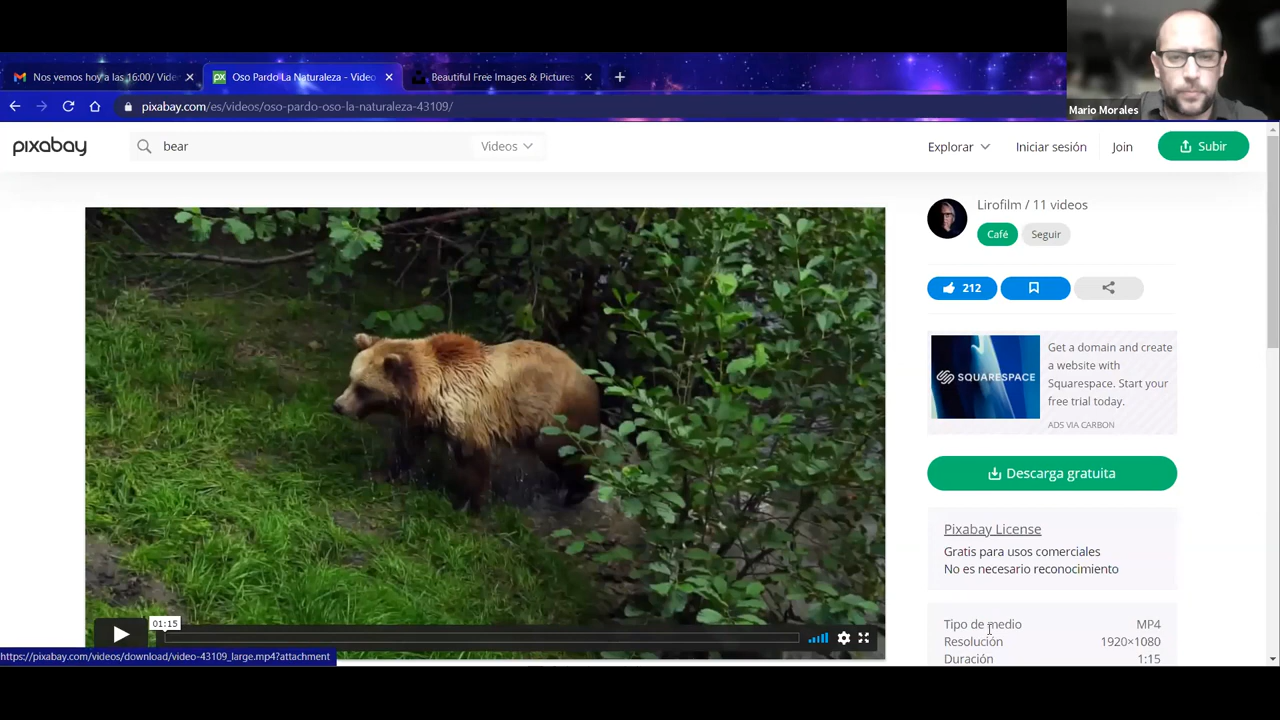 Nos vemos hoy a las 16:00/ Vide
Oso Pardo La Naturaleza - Video
Beautiful Free Images & Pictures
pixabay.com/es/videos/oso-pardo-oso-la-naturaleza-43109/
Mario Morales
pixabay
bear
Videos
Explorar
Iniciar sesión
Join
Subir
Lirofilm / 11 videos
Café
Seguir
212
Get a domain and create
a website with
Squarespace. Start your
free trial today.
SQUARESPACE
ADS VIA CARBON
Descarga gratuita
Pixabay License
Gratis para usos comerciales
No es necesario reconocimiento
Tipo de medio MP4
Resolución 1920×1080
Duración 1:15
01:15
https://pixabay.com/videos/download/video-43109_large.mp4?attachment